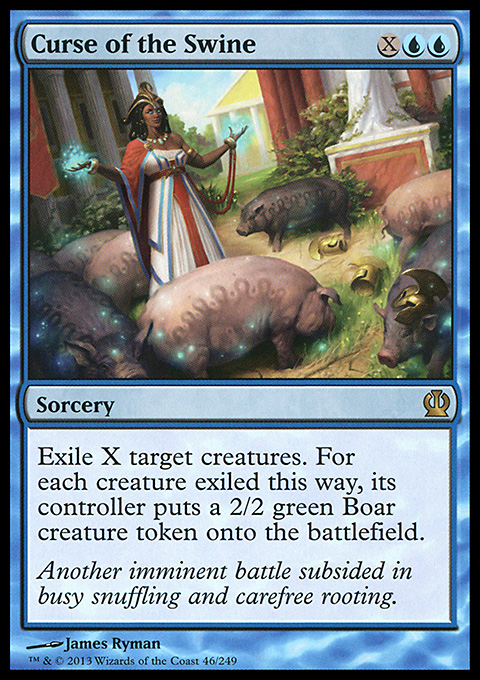 Curse of the Swine X
Sorcery
Exile X target creatures. For
each creature exiled this way, its
controller puts a 2/2 green Boar
creature token onto the battlefield.
Another imminent battle subsided in
busy snuffling and carefree rooting.
James Ryman
™ & © 2013 Wizards of the Coast 46/249